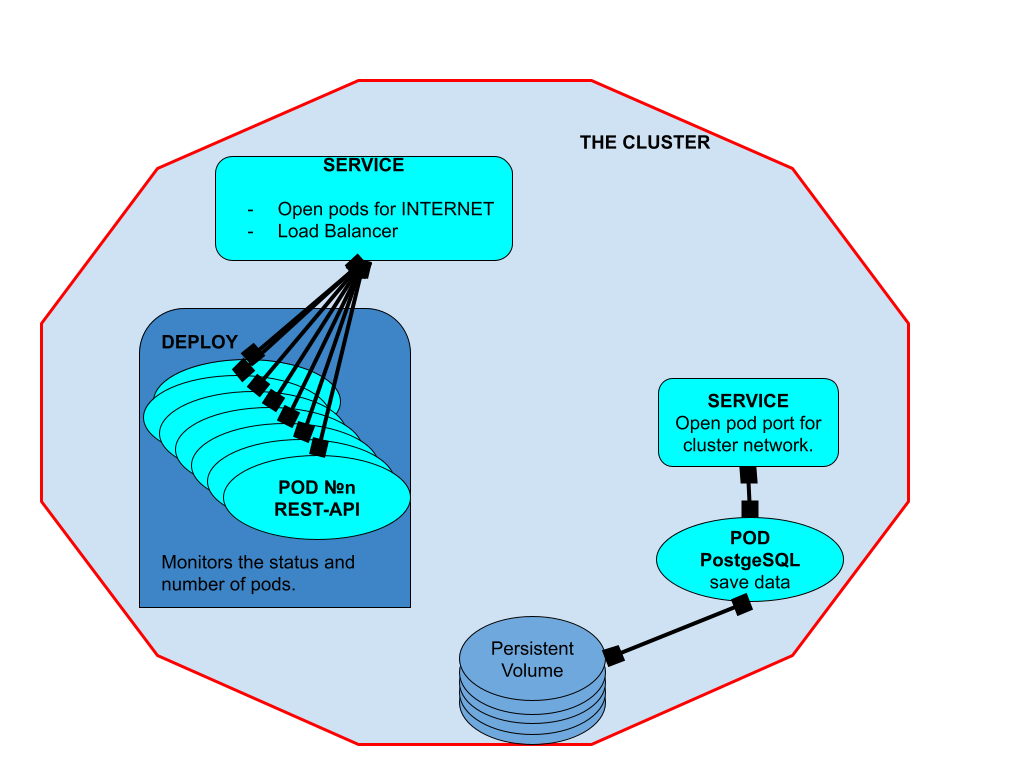 THE CLUSTER
SERVICE
- Open pods for INTERNET
- Load Balancer
DEPLOY
POD №n
REST-API
Monitors the status and
number of pods.
SERVICE
Open pod port for
cluster network.
POD
PostgeSQL
save data
Persistent
Volume